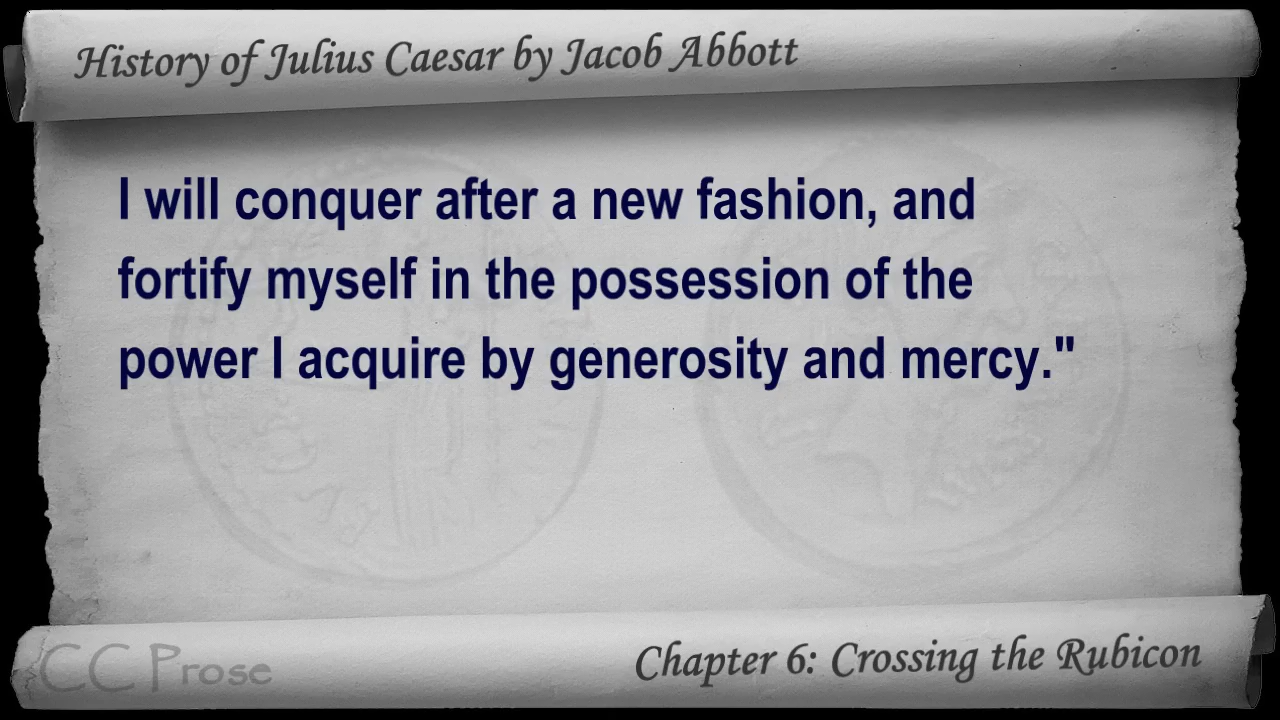 History of Julius Caesar by Jacob Abbott
I will conquer after a new fashion, and
fortify myself in the possession of the
power I acquire by generosity and mercy."
CC Prose
Chapter 6: Crossing the Rubicon